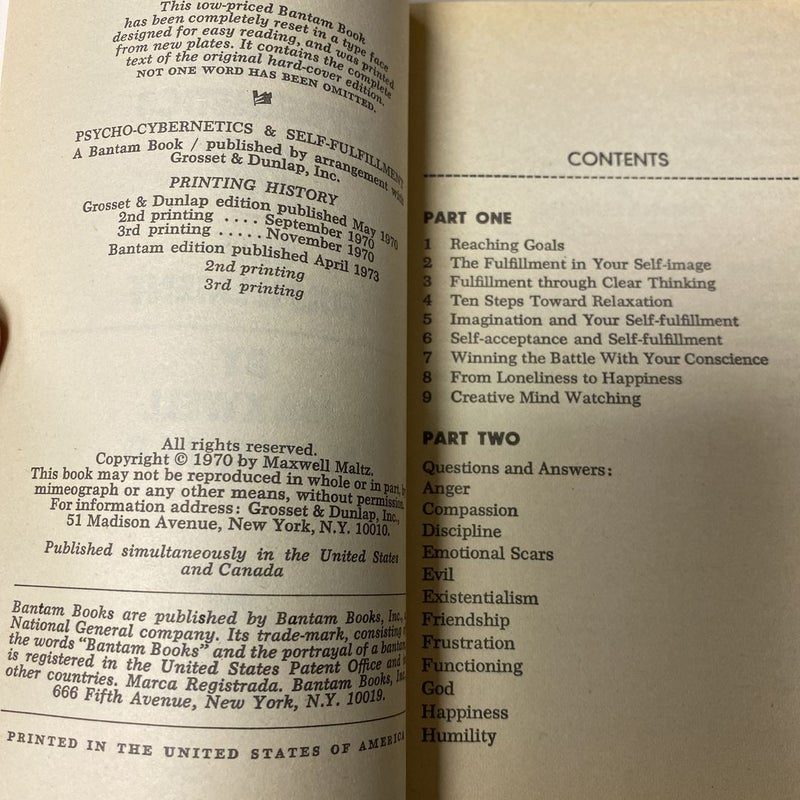 This low-priced Bantam Book
has been completely reset in a type face
designed for easy reading, and was printed
from new plates. It contains the complete
text of the original hard-cover edition.
NOT ONE WORD HAS BEEN OMITTED.
PSYCHO-CYBERNETICS & SELF-FULFILLMENT
A Bantam Book / published by arrangement with
Grosset & Dunlap, Inc.
PRINTING HISTORY
Grosset & Dunlap edition published May 1970
2nd printing .... September 1970
3rd printing ..... November 1970
Bantam edition published April 1973
2nd printing
3rd printing
All rights reserved.
Copyright © 1970 by Maxwell Maltz.
This book may not be reproduced in whole or in part, by
mimeograph or any other means, without permission.
For information address: Grosset & Dunlap, Inc.,
51 Madison Avenue, New York, N.Y. 10010.
Published simultaneously in the United States
and Canada
Bantam Books are published by Bantam Books, Inc.,
National General company. Its trade-mark, consisting
the words "Bantam Books" and the portrayal of a bantam,
is registered in the United States Patent Office and
other countries. Marca Registrada. Bantam Books, Inc.
666 Fifth Avenue, New York, N.Y. 10019.
PRINTED IN THE UNITED STATES OF AMERICA
CONTENTS
PART ONE
1 Reaching Goals
2 The Fulfillment in Your Self-image
3 Fulfillment through Clear Thinking
4 Ten Steps Toward Relaxation
5 Imagination and Your Self-fulfillment
6 Self-acceptance and Self-fulfillment
7 Winning the Battle With Your Conscience
8 From Loneliness to Happiness
9 Creative Mind Watching
PART TWO
Questions and Answers:
Anger
Compassion
Discipline
Emotional Scars
Evil
Existentialism
Friendship
Frustration
Functioning
God
Happiness
Humility